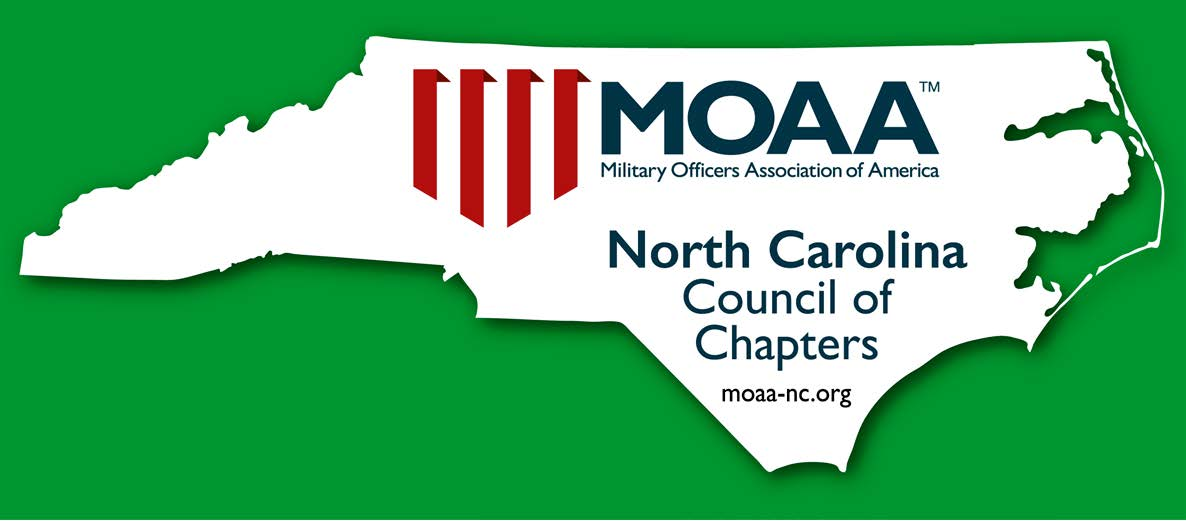 MOAA™
Military Officers Association of America
North Carolina
Council of
Chapters
moaa-nc.org